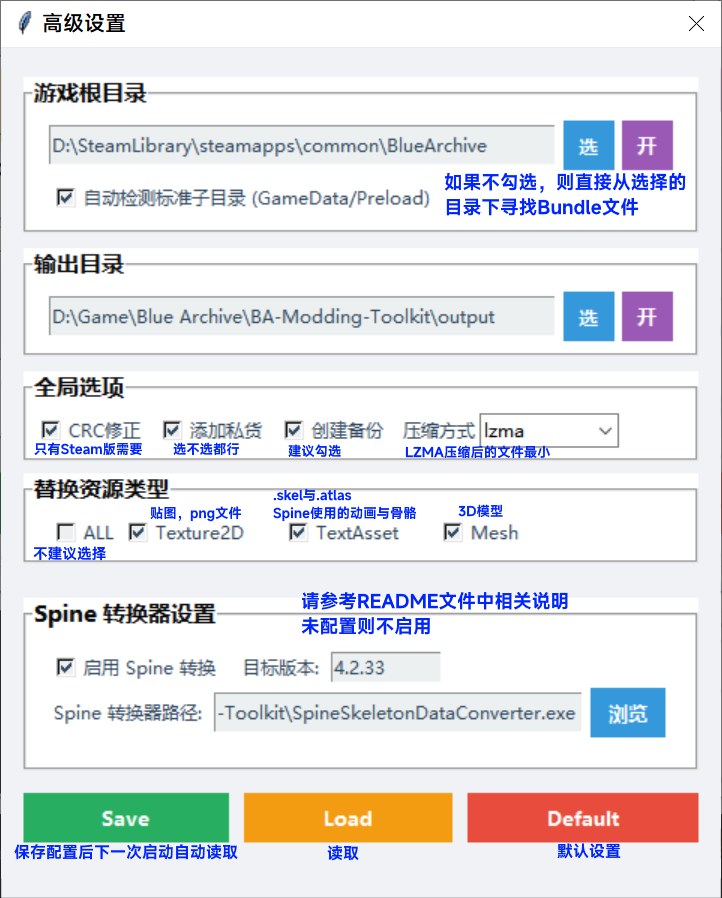 高级设置
游戏根目录
D:\SteamLibrary\steamapps\common\BlueArchive
选
开
自动检测标准子目录 (GameData/Preload)
如果不勾选，则直接从选择的
目录下寻找Bundle文件
输出目录
D:\Game\Blue Archive\BA-Modding-Toolkit\output
选
开
全局选项
CRC修正 添加私货 创建备份 压缩方式 lzma
只有Steam版需要 选不选都行 建议勾选 LZMA压缩后的文件最小
替换资源类型
.skel与.atlas
贴图，png文件 Spine使用的动画与骨骼 3D模型
ALL Texture2D TextAsset Mesh
不建议选择
Spine 转换器设置
请参考README文件中相关说明
未配置则不启用
启用 Spine 转换 目标版本: 4.2.33
Spine 转换器路径: -Toolkit\SpineSkeletonDataConverter.exe 浏览
Save Load Default
保存配置后下一次启动自动读取 读取 默认设置